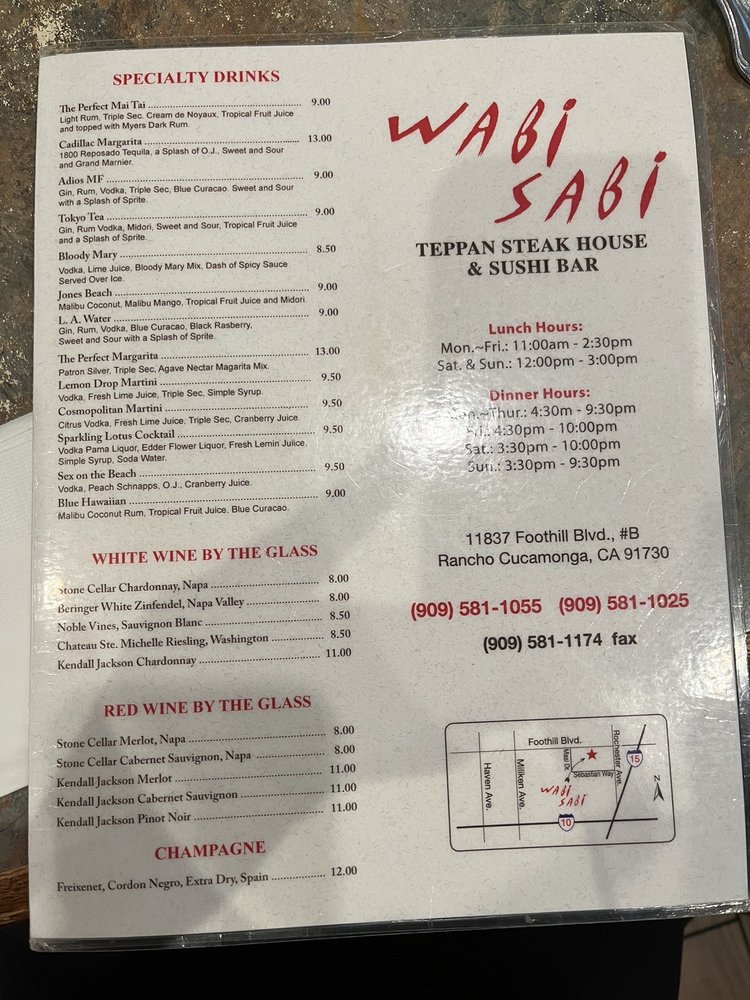 SPECIALTY DRINKS
The Perfect Mai Tai ........................................ 9.00
Light Rum, Triple Sec. Cream de Noyaux, Tropical Fruit Juice
and topped with Myers Dark Rum.
Cadillac Margarita ........................................ 13.00
1800 Reposado Tequila, a Splash of O.J., Sweet and Sour
and Grand Marnier.
Adios MF ........................................ 9.00
Gin, Rum, Vodka, Triple Sec, Blue Curacao. Sweet and Sour
with a Splash of Sprite.
Tokyo Tea ........................................ 9.00
Gin, Rum Vodka, Midori, Sweet and Sour, Tropical Fruit Juice
and a Splash of Sprite.
Bloody Mary ........................................ 8.50
Vodka, Lime Juice, Bloody Mary Mix, Dash of Spicy Sauce
Served Over Ice.
Jones Beach ........................................ 9.00
Malibu Coconut, Malibu Mango, Tropical Fruit Juice and Midori.
L. A. Water ........................................ 9.00
Gin, Rum, Vodka, Blue Curacao, Black Rasberry,
Sweet and Sour with a Splash of Sprite.
The Perfect Margarita ........................................ 13.00
Patron Silver, Triple Sec, Agave Nectar Magarita Mix.
Lemon Drop Martini ........................................ 9.50
Vodka, Fresh Lime Juice, Triple Sec, Simple Syrup.
Cosmopolitan Martini ........................................ 9.50
Citrus Vodka, Fresh Lime Juice, Triple Sec, Cranberry Juice.
Sparkling Lotus Cocktail ........................................ 9.50
Vodka Pama Liquor, Edder Flower Liquor, Fresh Lemin Juiice,
Simple Syrup, Soda Water.
Sex on the Beach ........................................ 9.50
Vodka, Peach Schnapps, O.J., Cranberry Juice.
Blue Hawaiian ........................................ 9.00
Malibu Coconut Rum, Tropical Fruit Juice, Blue Curacao.
WHITE WINE BY THE GLASS
Stone Cellar Chardonnay, Napa ........................................ 8.00
Beringer White Zinfendel, Napa Valley ........................................ 8.00
Noble Vines, Sauvignon Blanc ........................................ 8.50
Chateau Ste. Michelle Riesling, Washington ........................................ 8.50
Kendall Jackson Chardonnay ........................................ 11.00
RED WINE BY THE GLASS
Stone Cellar Merlot, Napa ........................................ 8.00
Stone Cellar Cabernet Sauvignon, Napa ........................................ 8.00
Kendall Jackson Merlot ........................................ 11.00
Kendall Jackson Cabernet Sauvignon ........................................ 11.00
Kendall Jackson Pinot Noir ........................................ 11.00
CHAMPAGNE
Freixenet, Cordon Negro, Extra Dry, Spain .................... 12.00
WABI
SABI
TEPPAN STEAK HOUSE
& SUSHI BAR
Lunch Hours:
Mon.~Fri.: 11:00am - 2:30pm
Sat. & Sun.: 12:00pm - 3:00pm
Dinner Hours:
Mon.~Thur.: 4:30m - 9:30pm
Fri.: 4:30pm - 10:00pm
Sat.: 3:30pm - 10:00pm
Sun.: 3:30pm - 9:30pm
11837 Foothill Blvd., #B
Rancho Cucamonga, CA 91730
(909) 581-1055 (909) 581-1025
(909) 581-1174 fax
Foothill Blvd.
Haven Ave.
Milliken Ave.
Masi Dr.
Sebastian Way
Rochester Ave.
15
N
WABI
SABI
10